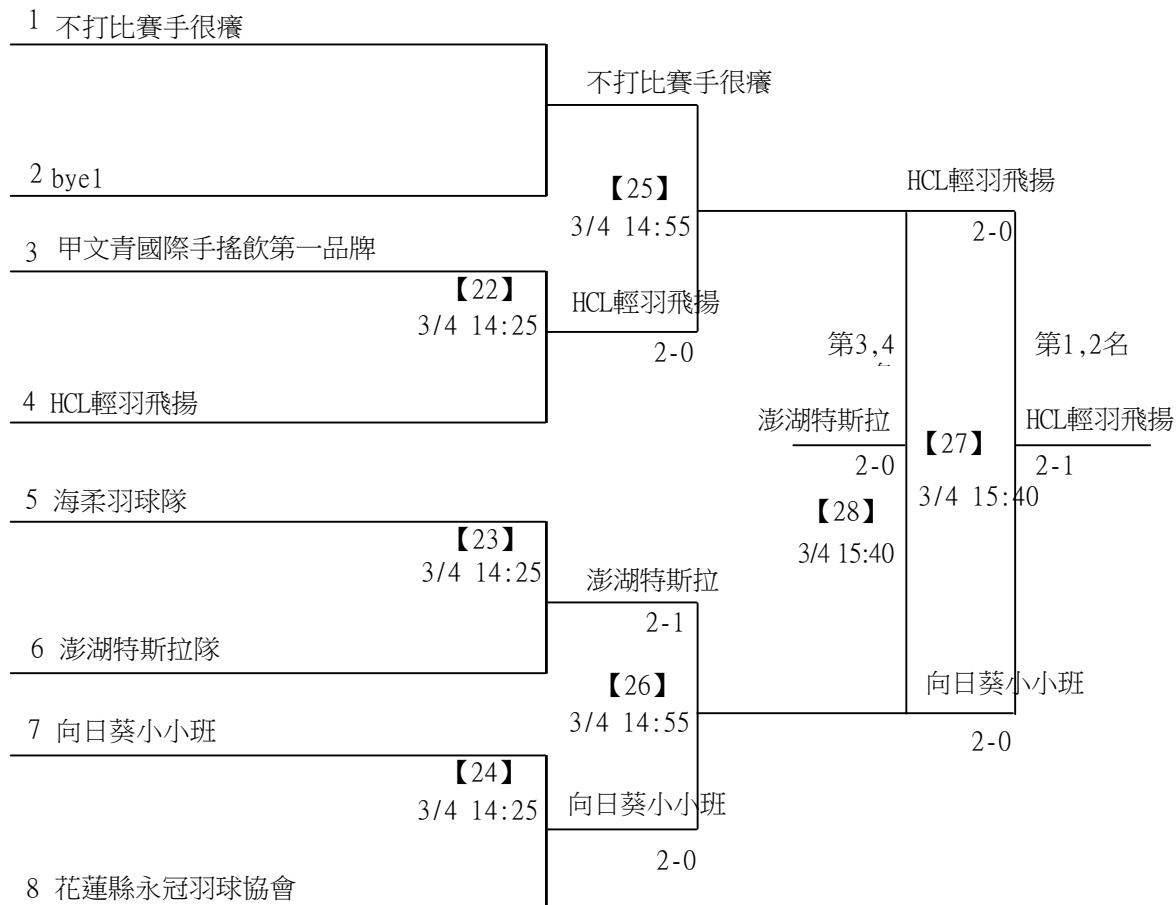 1 不打比賽手很癢
不打比賽手很癢
2 bye1
【25】
3/4 14:55
HCL輕羽飛揚
2-0
3 甲文青國際手搖飲第一品牌
【22】
3/4 14:25
HCL輕羽飛揚
2-0
第3,4
第1,2名
4 HCL輕羽飛揚
澎湖特斯拉
2-0
【27】
3/4 15:40
HCL輕羽飛揚
2-1
5 海柔羽球隊
【23】
3/4 14:25
【28】
3/4 15:40
澎湖特斯拉
2-1
6 澎湖特斯拉隊
【26】
3/4 14:55
向日葵小小班
2-0
7 向日葵小小班
【24】
3/4 14:25
向日葵小小班
2-0
8 花蓮縣永冠羽球協會